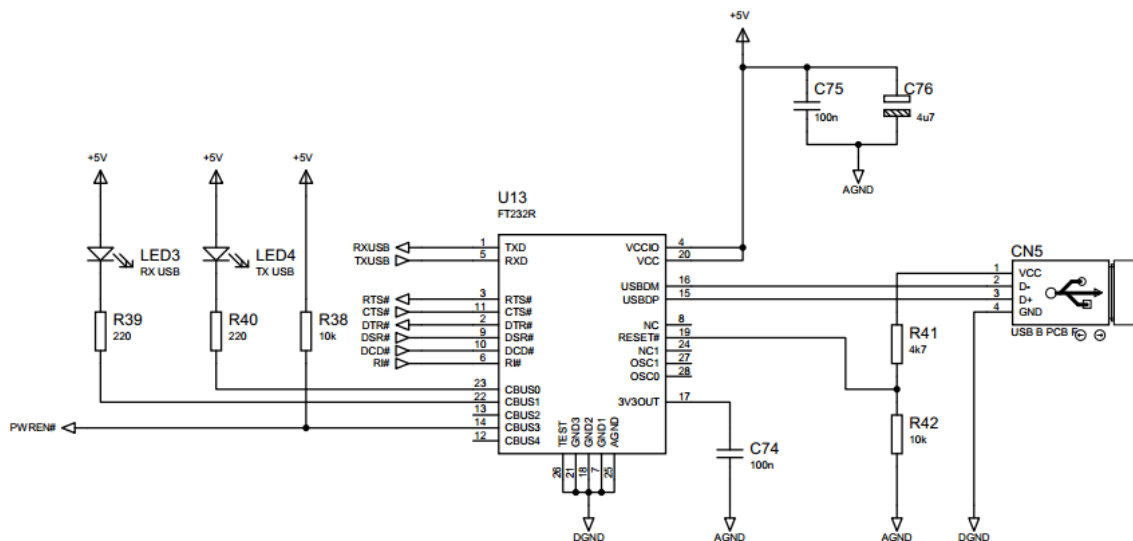 +5V
C75
100n
C76
4u7
AGND
+5V
+5V
+5V
LED3
RX USB
LED4
TX USB
R39
220
R40
220
R38
10k
PWREN#
U13
FT232R
RXUSB 1 TXD
TXUSB 5 RXD
RTS# 3 RTS#
CTS# 11 CTS#
DTR# 2 DTR#
DSR# 9 DSR#
DCD# 10 DCD#
RI# 6 RI#
23 CBUS0
22 CBUS1
13 CBUS2
14 CBUS3
12 CBUS4
VCCIO 4
VCC 20
USBDM 16
USBDP 15
NC 8
RESET# 19
NC1 24
OSC1 27
OSC0 28
3V3OUT 17
TEST GND3 GND2 GND1 AGND
26 21 18 7 25
DGND
C74
100n
AGND
R41
4k7
R42
10k
AGND
DGND
CN5
1 VCC
2 D-
3 D+
4 GND
USB B PCB